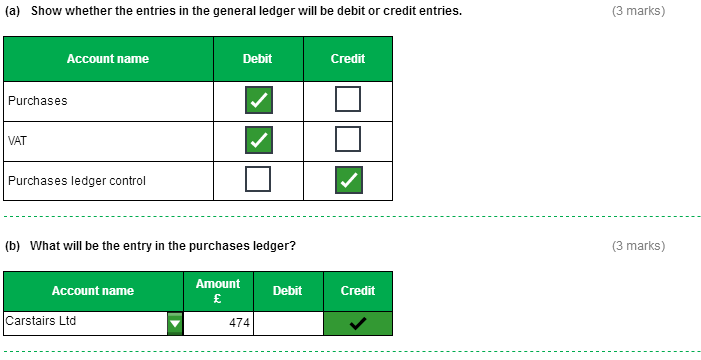 (a) Show whether the entries in the general ledger will be debit or credit entries. (3 marks)
Account name Debit Credit
Purchases
VAT
Purchases ledger control
(b) What will be the entry in the purchases ledger? (3 marks)
Account name Amount £ Debit Credit
Carstairs Ltd 474